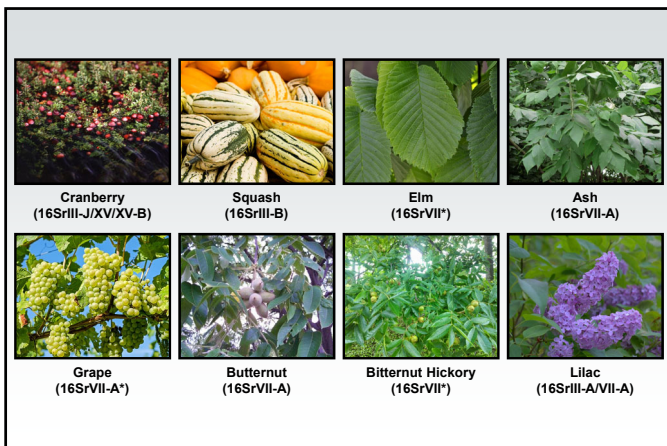 Cranberry
(16SrIII-J/XV/XV-B)
Squash
(16SrIII-B)
Elm
(16SrVII*)
Ash
(16SrVII-A)
Grape
(16SrVII-A*)
Butternut
(16SrVII-A)
Bitternut Hickory
(16SrVII*)
Lilac
(16SrIII-A/VII-A)